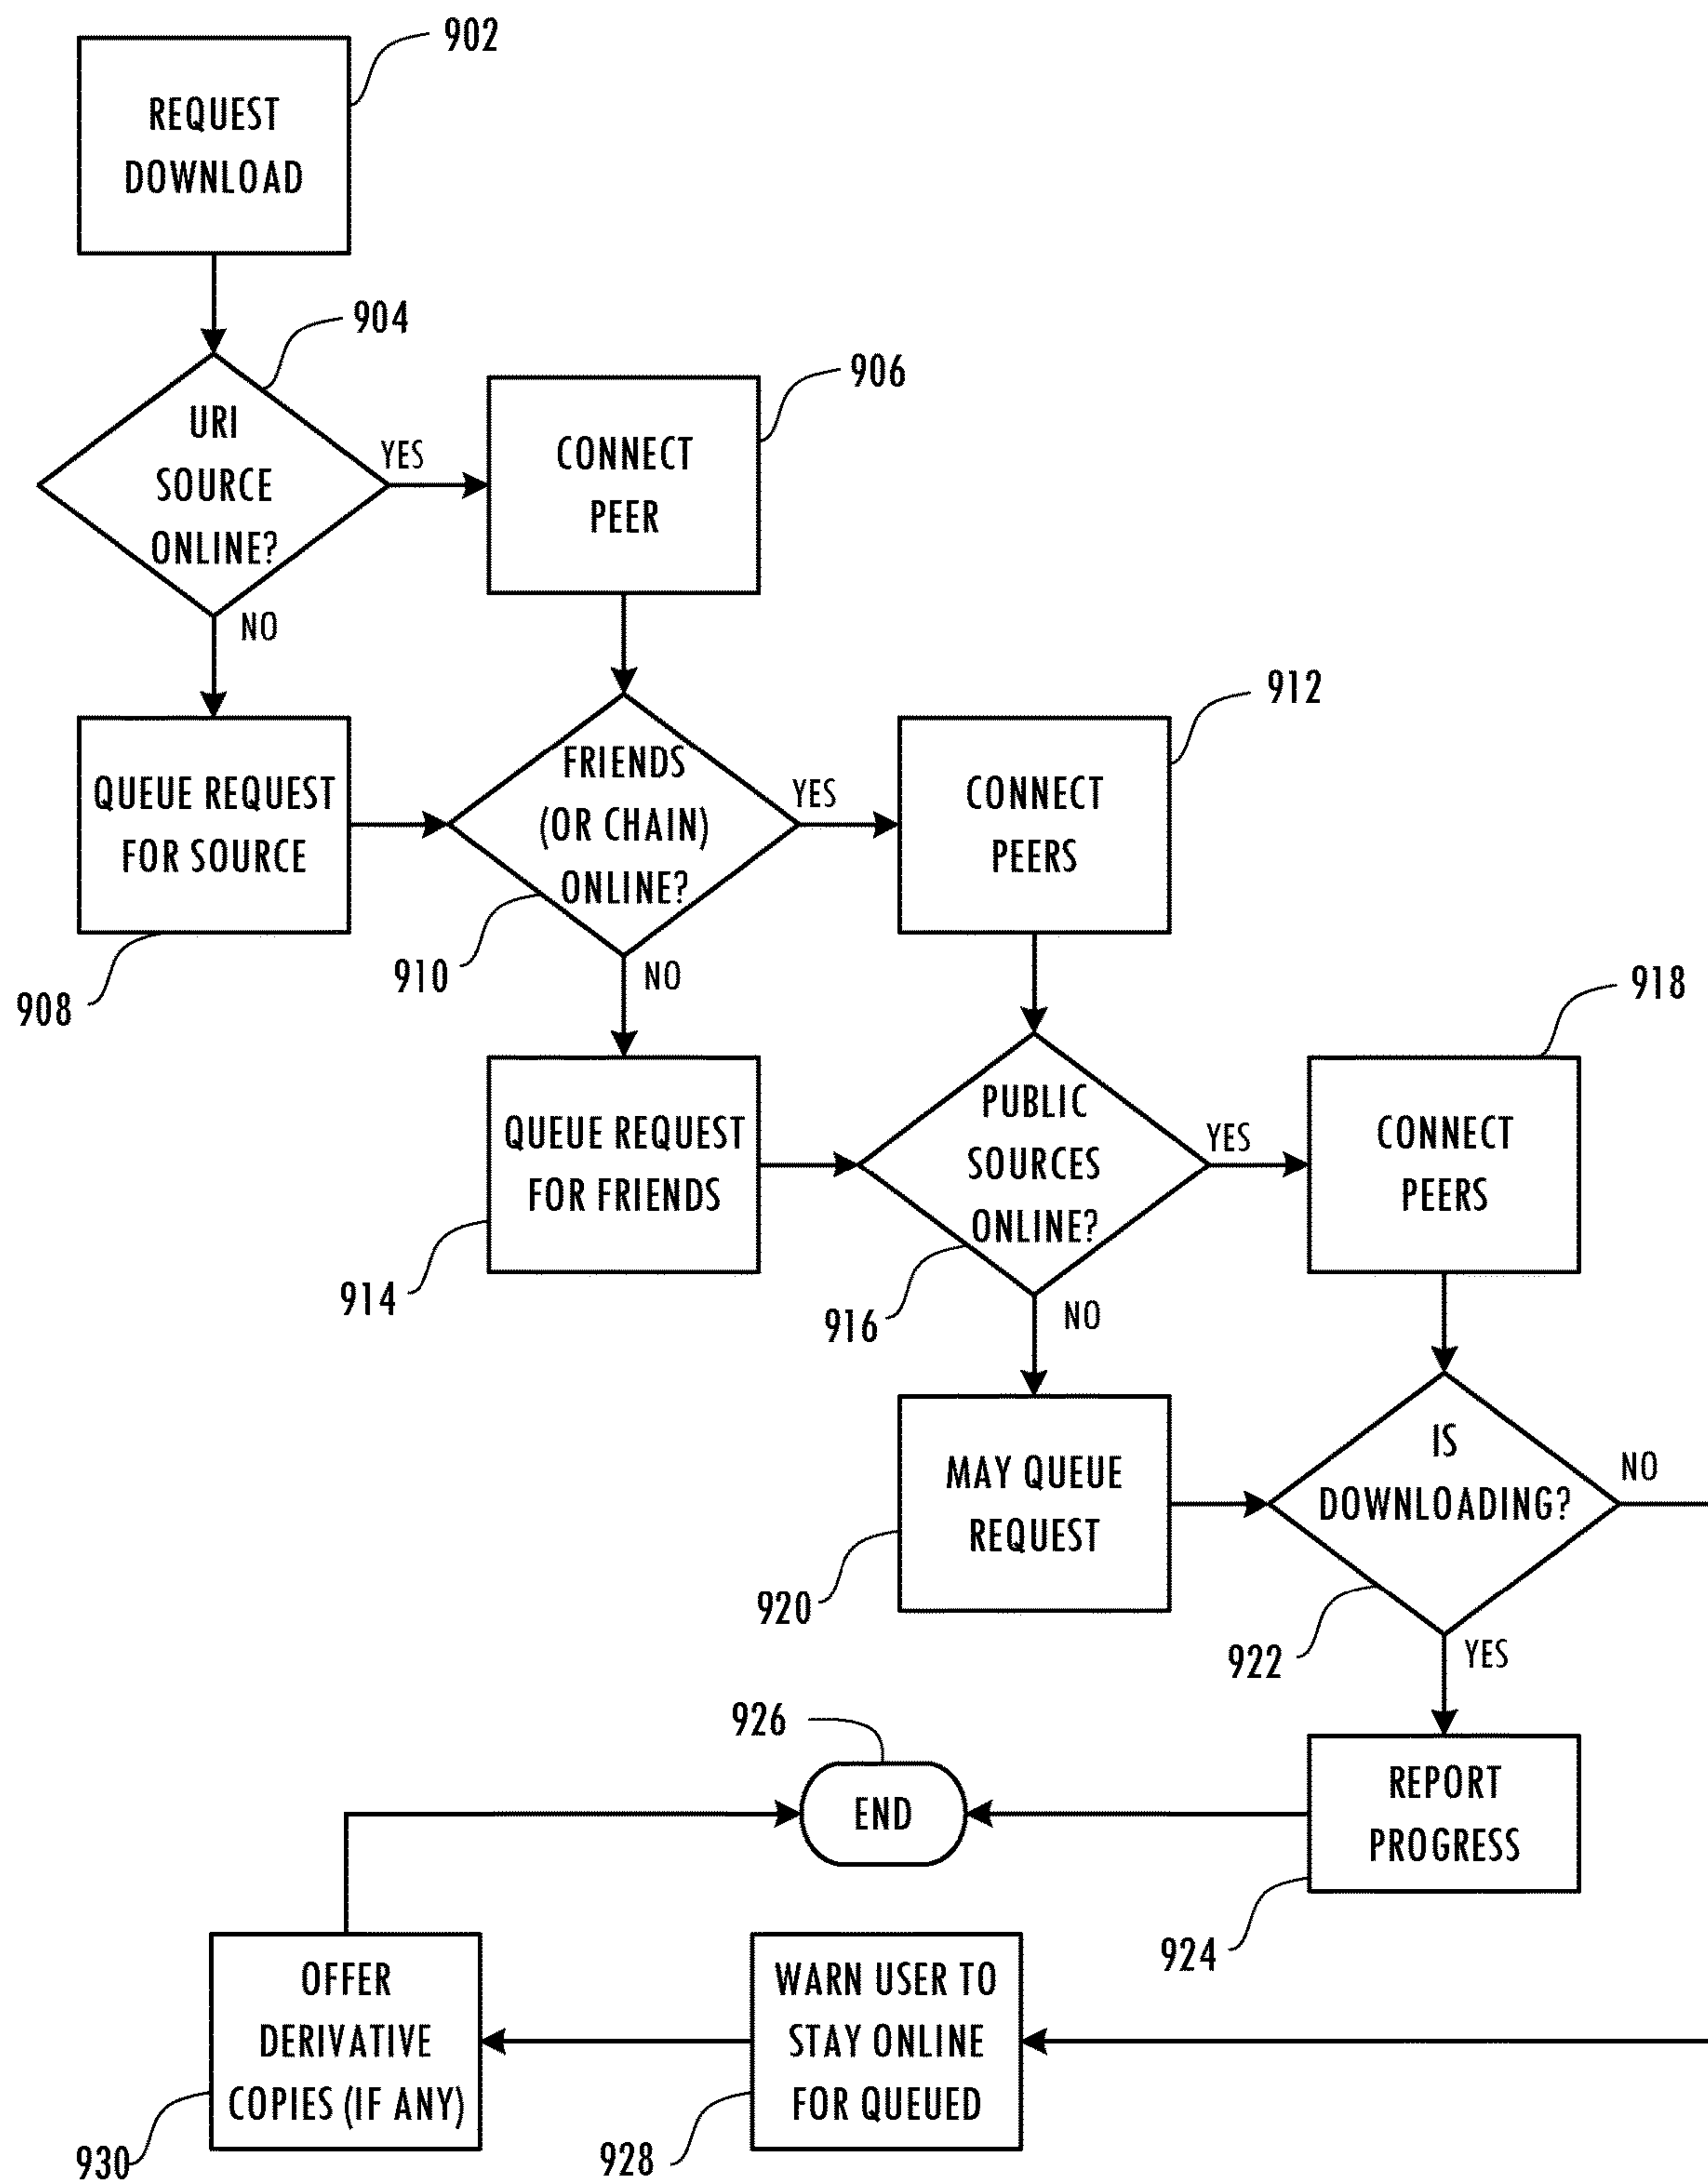 902
REQUEST
DOWNLOAD
904
URI
SOURCE
ONLINE?
YES
NO
906
CONNECT
PEER
QUEUE REQUEST
FOR SOURCE
908
FRIENDS
(OR CHAIN)
ONLINE?
YES
910
NO
912
CONNECT
PEERS
QUEUE REQUEST
FOR FRIENDS
914
PUBLIC
SOURCES
ONLINE?
YES
916
NO
918
CONNECT
PEERS
MAY QUEUE
REQUEST
920
IS
DOWNLOADING?
NO
922
YES
REPORT
PROGRESS
924
926
END
WARN USER TO
STAY ONLINE
FOR QUEUED
928
OFFER
DERIVATIVE
COPIES (IF ANY)
930